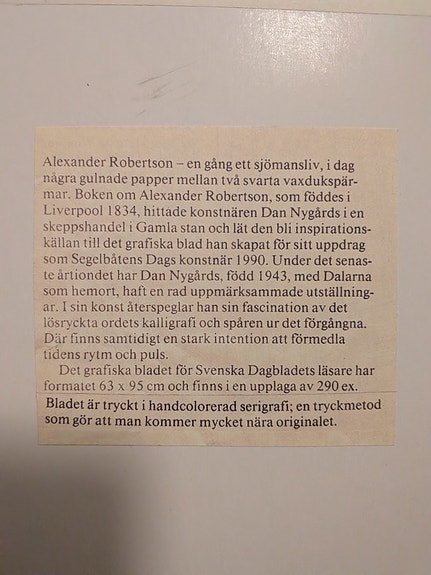 Alexander Robertson – en gång ett sjömansliv, i dag
några gulnade papper mellan två svarta vaxdukspär-
mar. Boken om Alexander Robertson, som föddes i
Liverpool 1834, hittade konstnären Dan Nygårds i en
skeppshandel i Gamla stan och lät den bli inspirations-
källan till det grafiska blad han skapat för sitt uppdrag
som Segelbåtens Dags konstnär 1990. Under det senas-
te årtiondet har Dan Nygårds, född 1943, med Dalarna
som hemort, haft en rad uppmärksammade utställning-
ar. I sin konst återspeglar han sin fascination av det
lösryckta ordets kalligrafi och spåren ur det förgångna.
Där finns samtidigt en stark intention att förmedla
tidens rytm och puls.
Det grafiska bladet för Svenska Dagbladets läsare har
formatet 63 x 95 cm och finns i en upplaga av 290 ex.
Bladet är tryckt i handcolorerad serigrafi; en tryckmetod
som gör att man kommer mycket nära originalet.